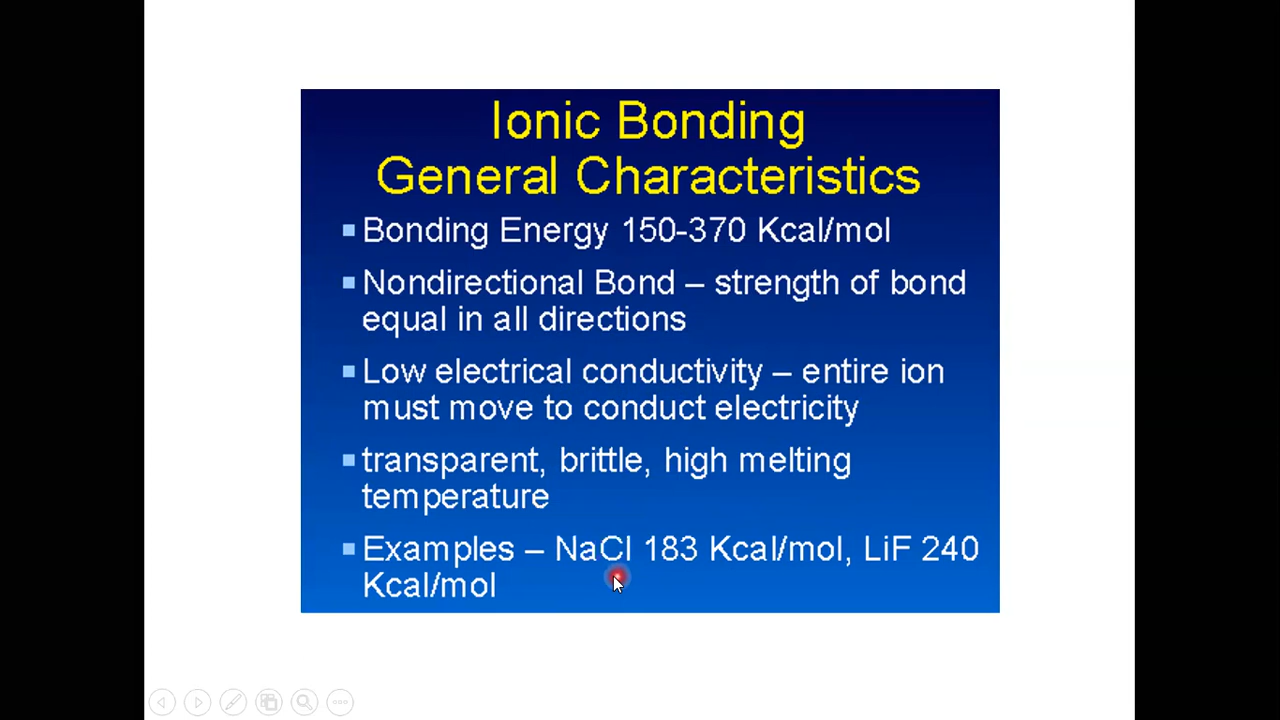 Ionic Bonding
General Characteristics
Bonding Energy 150-370 Kcal/mol
Nondirectional Bond – strength of bond
equal in all directions
Low electrical conductivity – entire ion
must move to conduct electricity
transparent, brittle, high melting
temperature
Examples – NaCl 183 Kcal/mol, LiF 240
Kcal/mol